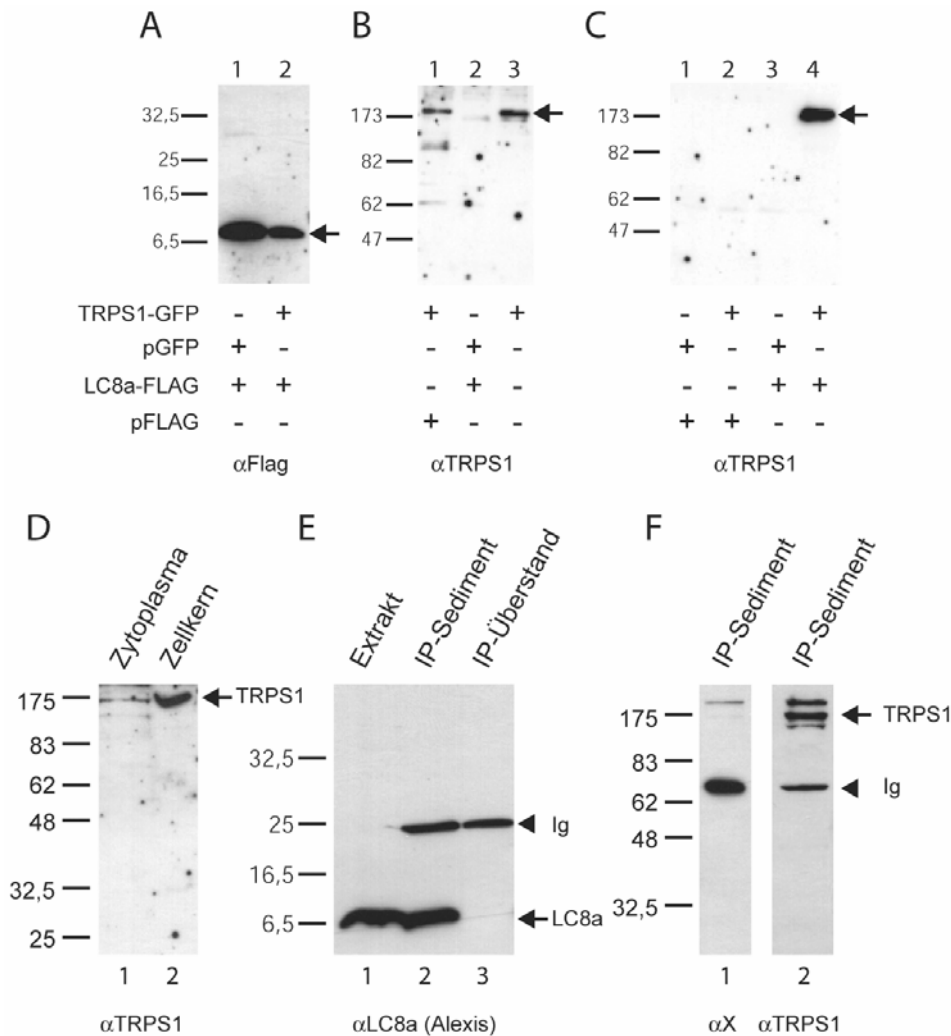 A
B
C
1 2
1 2 3
1 2 3 4
32,5
25
16,5
6,5
173
82
62
47
173
82
62
47
TRPS1-GFP - + + - + - + - +
pGFP + - - + - + - + -
LC8a-FLAG + + - + + - - + +
pFLAG - - + - - + + - -
αFlag
αTRPS1
αTRPS1
D
E
F
Zytoplasma
Zellkern
Extrakt
IP-Sediment
IP-Überstand
IP-Sediment
IP-Sediment
175
83
62
48
32,5
25
TRPS1
32,5
25
16,5
6,5
Ig
LC8a
175
83
62
48
32,5
TRPS1
Ig
1 2
1 2 3
1 2
αTRPS1
αLC8a (Alexis)
αX
αTRPS1